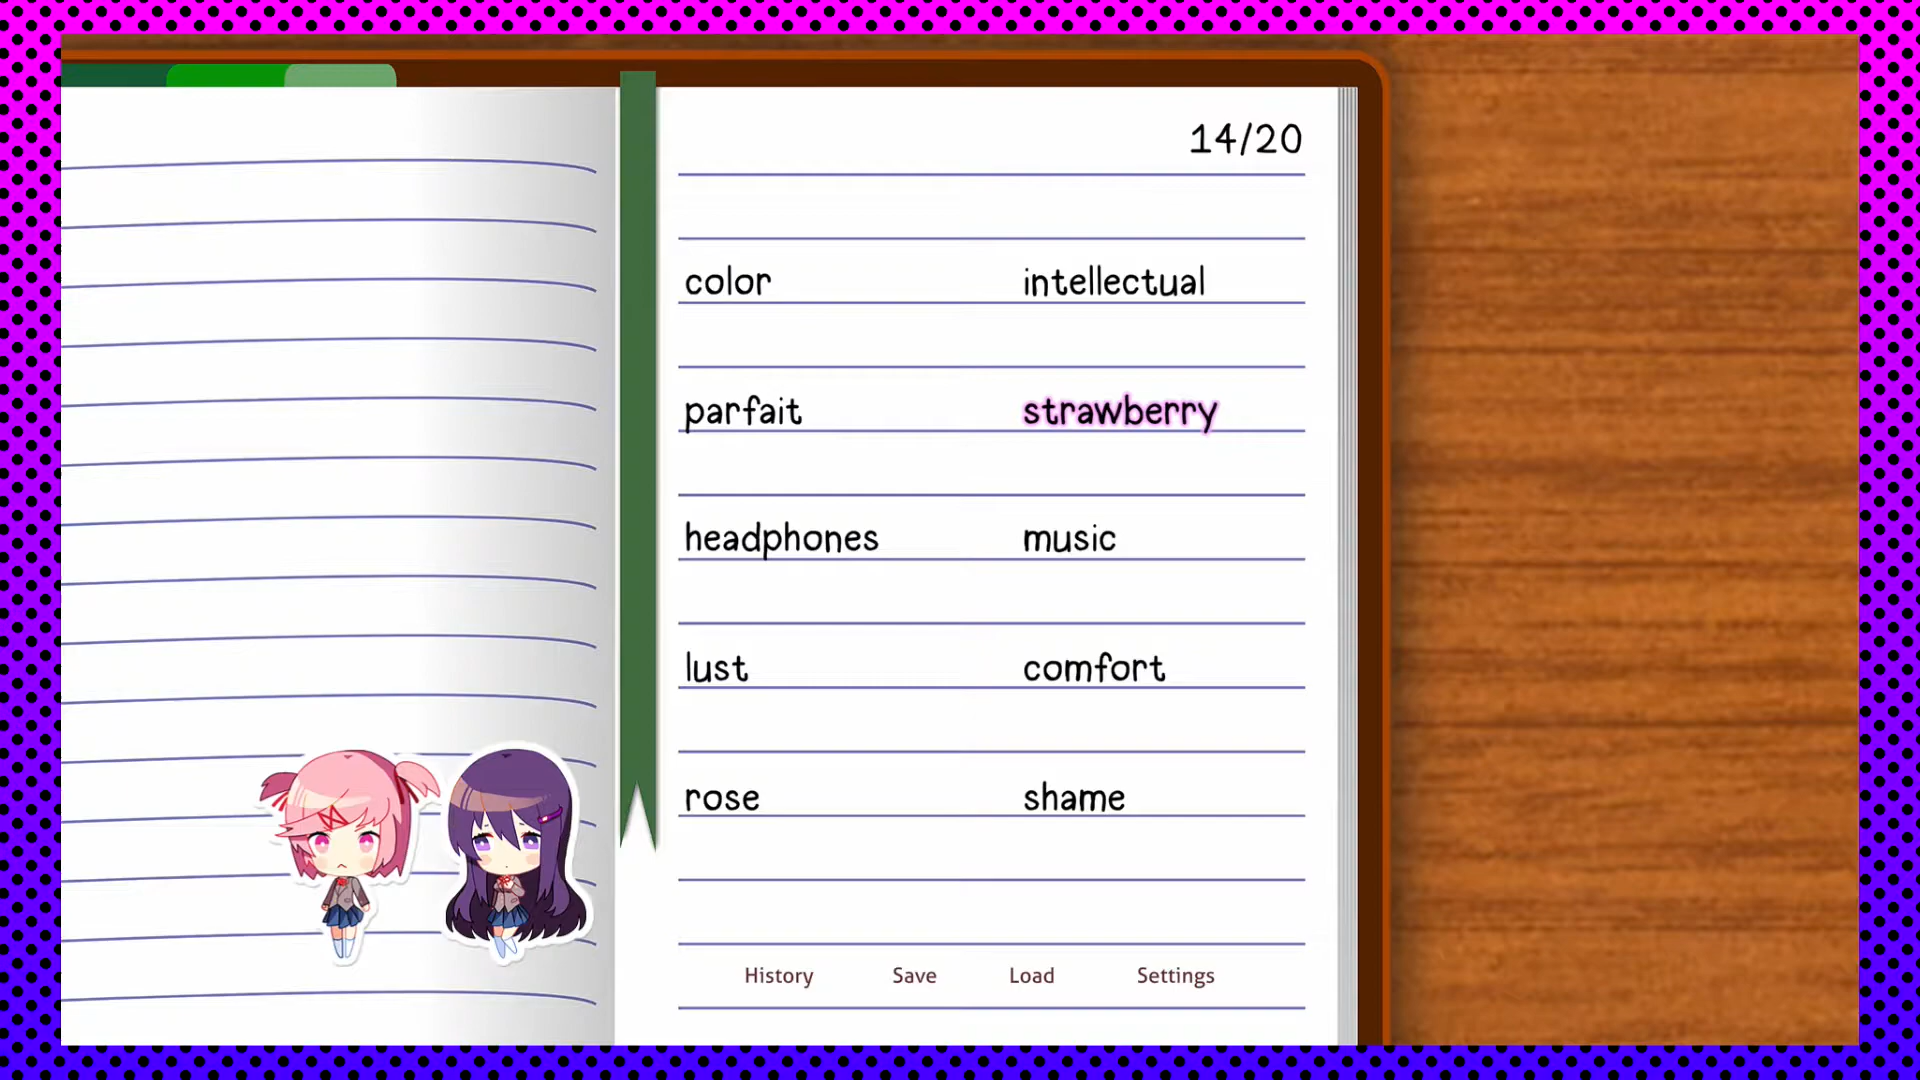 14/20
color intellectual
parfait strawberry
headphones music
lust comfort
rose shame
History Save Load Settings